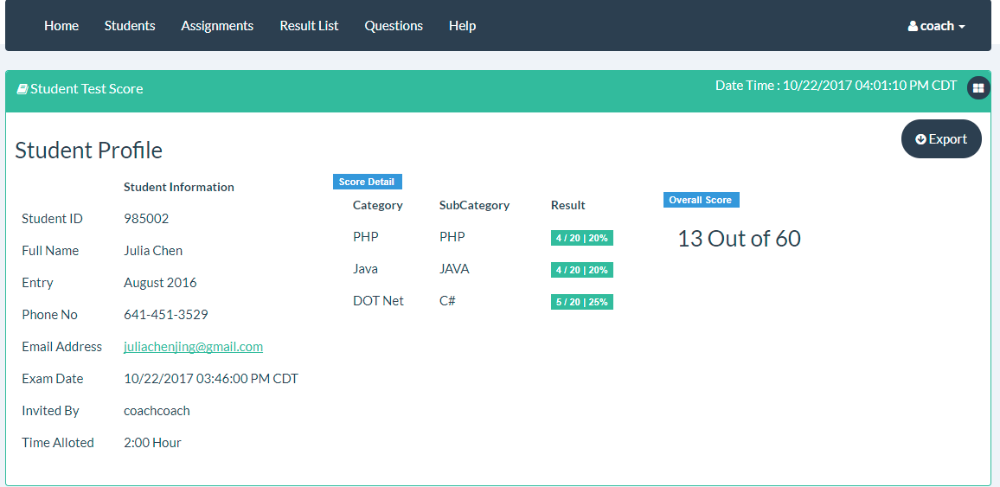 Home Students Assignments Result List Questions Help coach
Student Test Score Date Time : 10/22/2017 04:01:10 PM CDT
Export
Student Profile
Student Information
Student ID 985002
Full Name Julia Chen
Entry August 2016
Phone No 641-451-3529
Email Address juliachenjing@gmail.com
Exam Date 10/22/2017 03:46:00 PM CDT
Invited By coachcoach
Time Alloted 2:00 Hour
Score Detail
Category SubCategory Result
PHP PHP 4 / 20 | 20%
Java JAVA 4 / 20 | 20%
DOT Net C# 5 / 20 | 25%
Overall Score
13 Out of 60